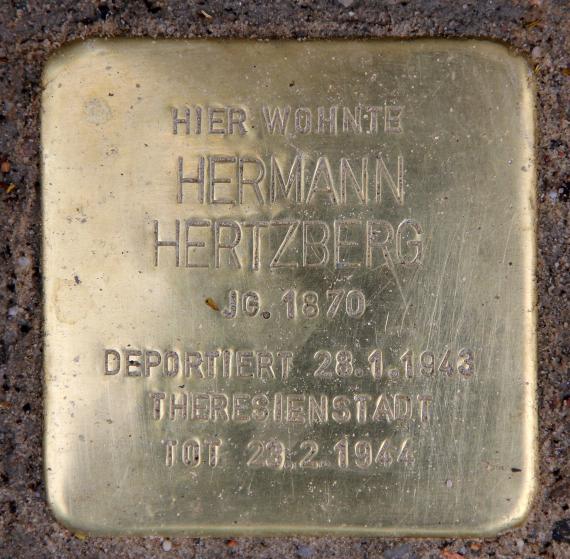 HIER WOHNTE
HERMANN
HERTZBERG
JG. 1870
DEPORTIERT 28.1.1943
THERESIENSTADT
TOT 23.2.1944